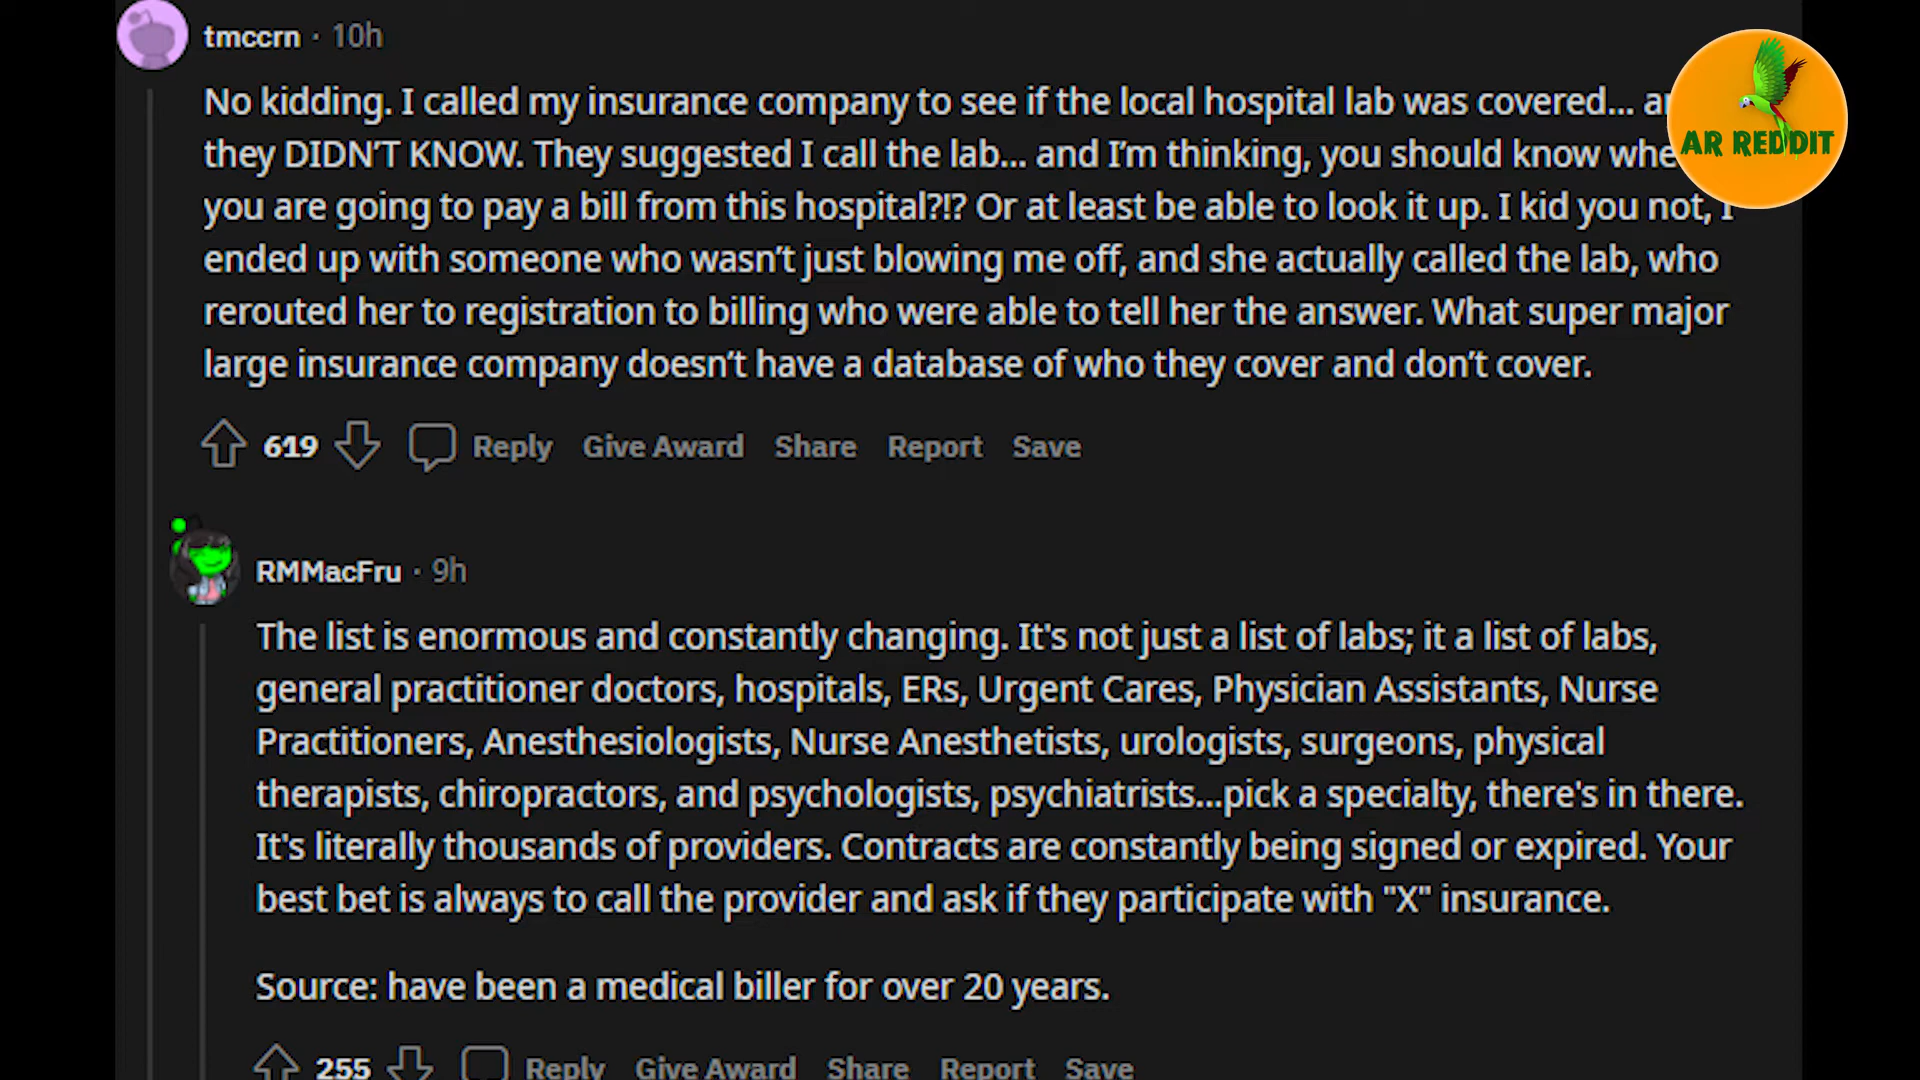 tmccrn · 10h
No kidding. I called my insurance company to see if the local hospital lab was covered...
they DIDN'T KNOW. They suggested I call the lab... and I'm thinking, you should know
you are going to pay a bill from this hospital?!? Or at least be able to look it up. I kid you not, I
ended up with someone who wasn't just blowing me off, and she actually called the lab, who
rerouted her to registration to billing who were able to tell her the answer. What super major
large insurance company doesn't have a database of who they cover and don't cover.
619 Reply Give Award Share Report Save
RMMacFru · 9h
The list is enormous and constantly changing. It's not just a list of labs; it a list of labs,
general practitioner doctors, hospitals, ERs, Urgent Cares, Physician Assistants, Nurse
Practitioners, Anesthesiologists, Nurse Anesthetists, urologists, surgeons, physical
therapists, chiropractors, and psychologists, psychiatrists...pick a specialty, there's in there.
It's literally thousands of providers. Contracts are constantly being signed or expired. Your
best bet is always to call the provider and ask if they participate with "X" insurance.
Source: have been a medical biller for over 20 years.
255 Reply Give Award Share Report Save
AR REDDIT